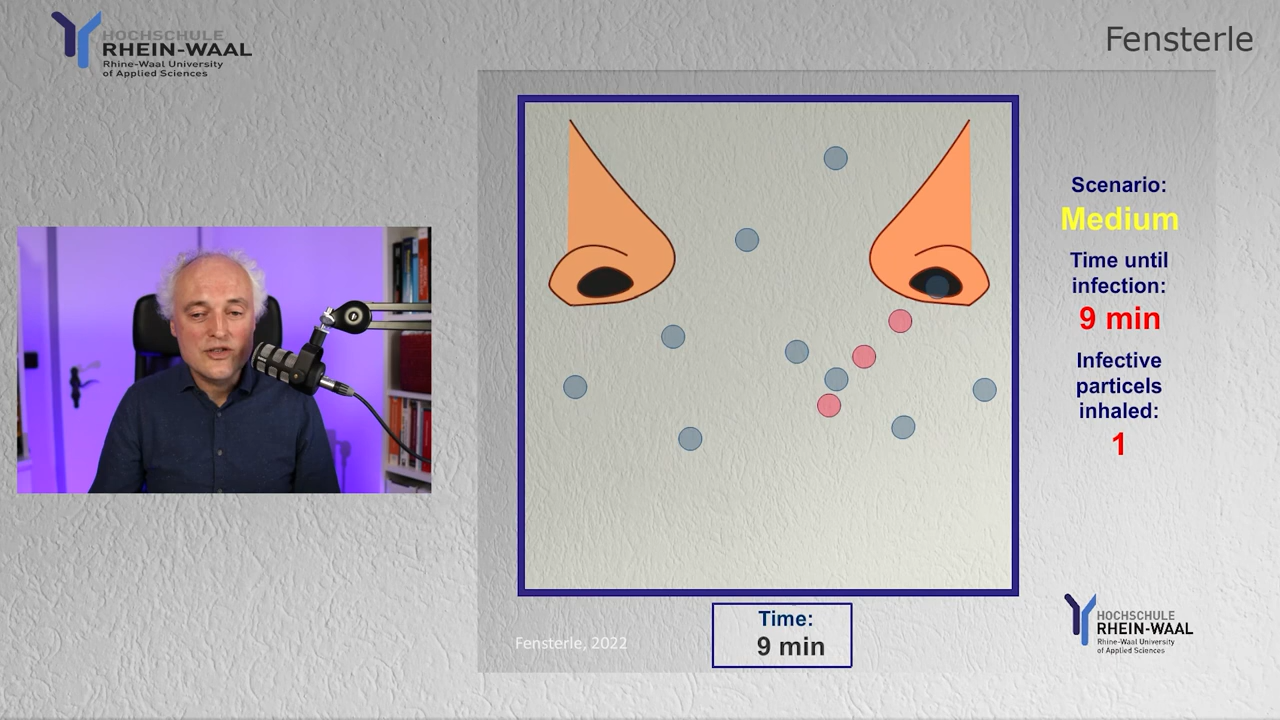 HOCHSCHULE
RHEIN-WAAL
Rhine-Waal University
of Applied Sciences
Fensterle
Scenario:
Medium
Time until
infection:
9 min
Infective
particels
inhaled:
1
Time:
9 min
Fensterle, 2022
HOCHSCHULE
RHEIN-WAAL
Rhine-Waal University
of Applied Sciences